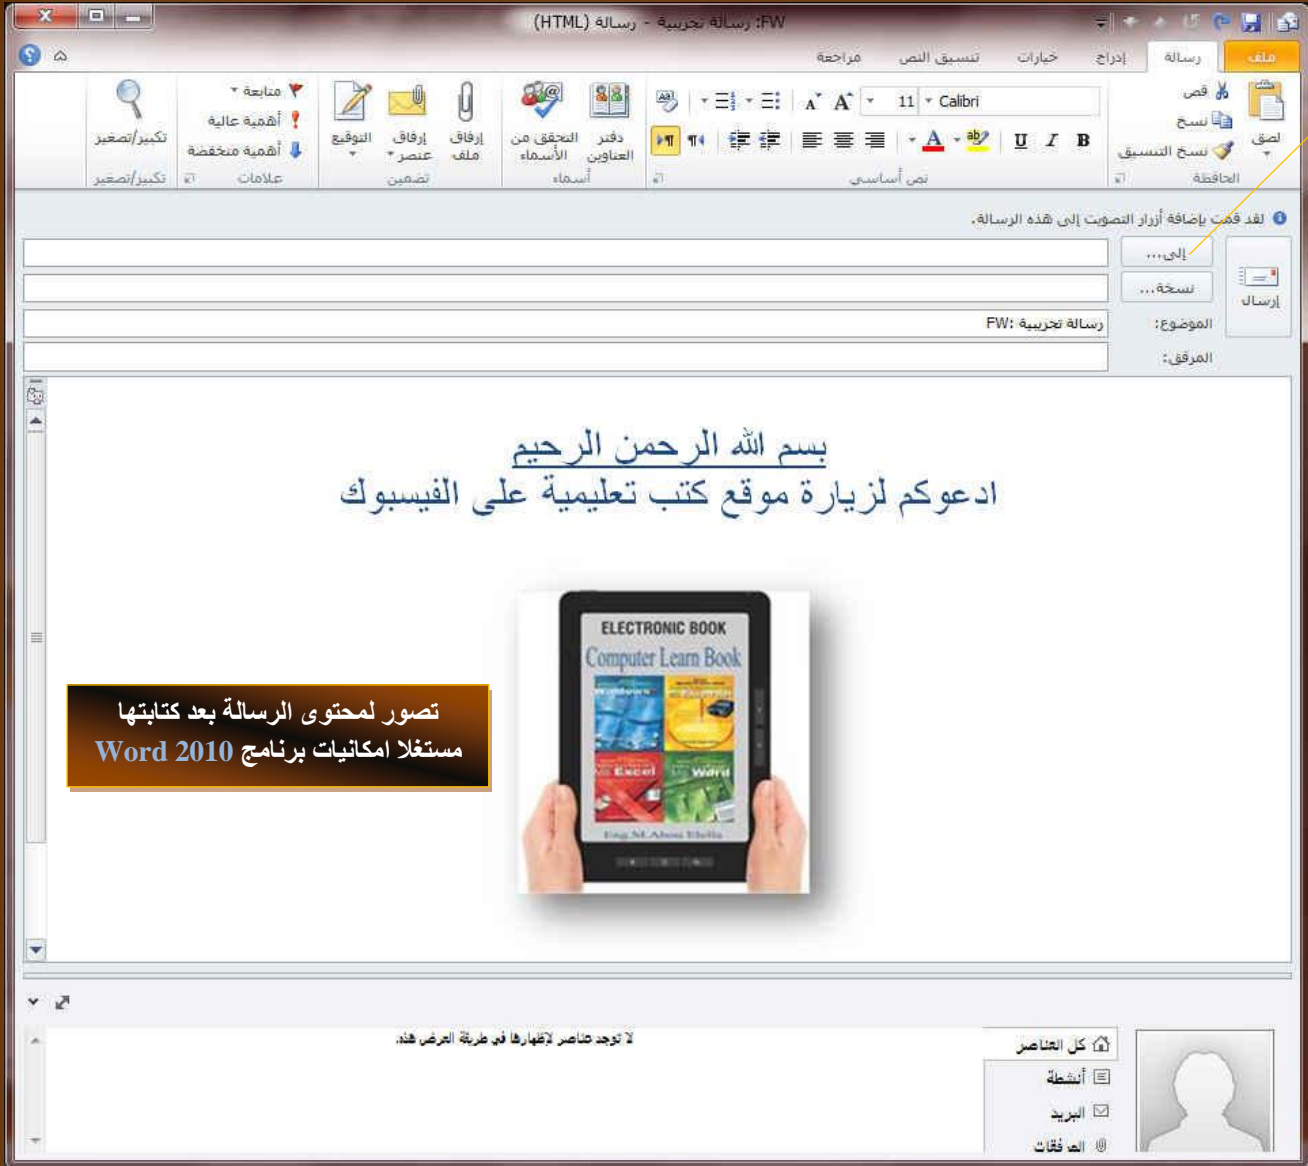 FW: رسالة تجريبية - رسالة (HTML)
ملف
رسالة
إدراج
خيارات
تنسيق النص
مراجعة
لصق
قص
نسخ
نسخ التنسيق
الحافظة
Calibri
11
B I U
نص أساسي
دفتر العناوين
التحقق من الأسماء
أسماء
إرفاق ملف
إرفاق عنصر
التوقيع
تضمين
متابعة
أهمية عالية
أهمية منخفضة
علامات
تكبير/تصغير
تكبير/تصغير
لقد قمت بإضافة أزرار التصويت إلى هذه الرسالة.
إرسال
إلى...
نسخة...
الموضوع:
رسالة تجريبية :FW
المرفق:
بسم الله الرحمن الرحيم
ادعوكم لزيارة موقع كتب تعليمية على الفيسبوك
ELECTRONIC BOOK
Computer Learn Book
Windows
Excel
Word
Eng.M.Abou Elella
تصور لمحتوى الرسالة بعد كتابتها
مستغلا امكانيات برنامج Word 2010
لا توجد عناصر لإظهارها في طريقة العرض هذه.
كل العناصر
أنشطة
البريد
المرفقات